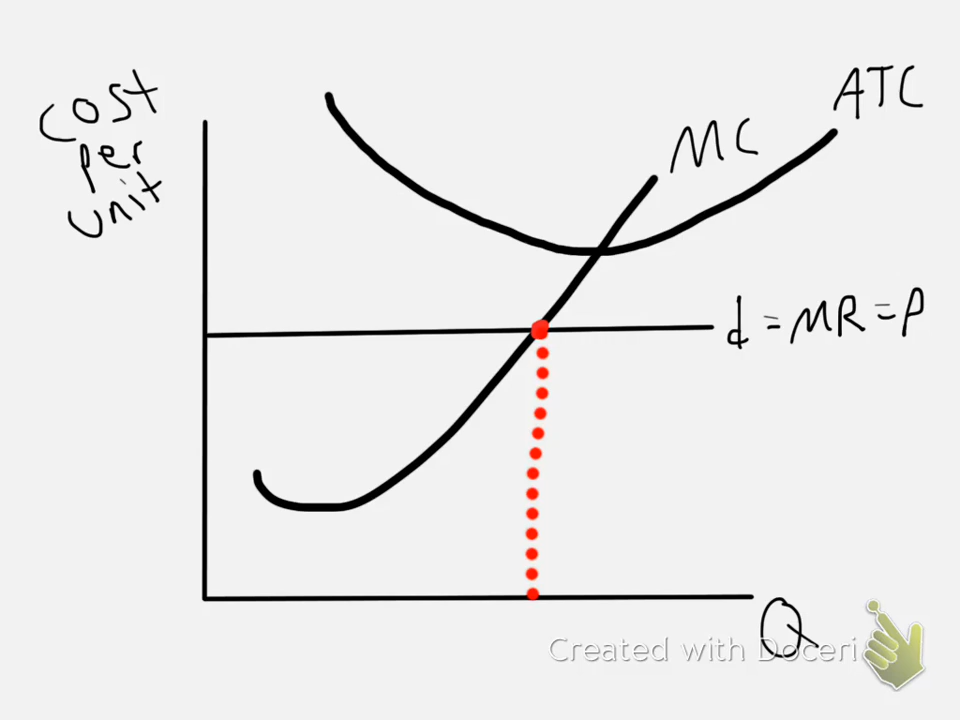 Cost
per
unit
ATC
MC
d = MR = P
Q
Created with Doceri